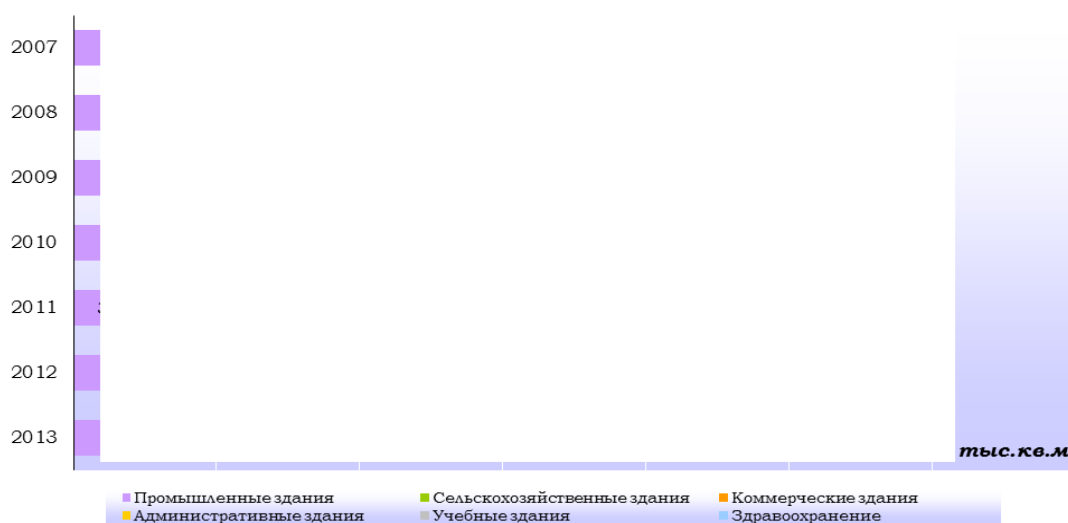 2007
2008
2009
2010
2011
2012
2013
тыс.кв.м
Промышленные здания Сельскохозяйственные здания Коммерческие здания
Административные здания Учебные здания Здравоохранение